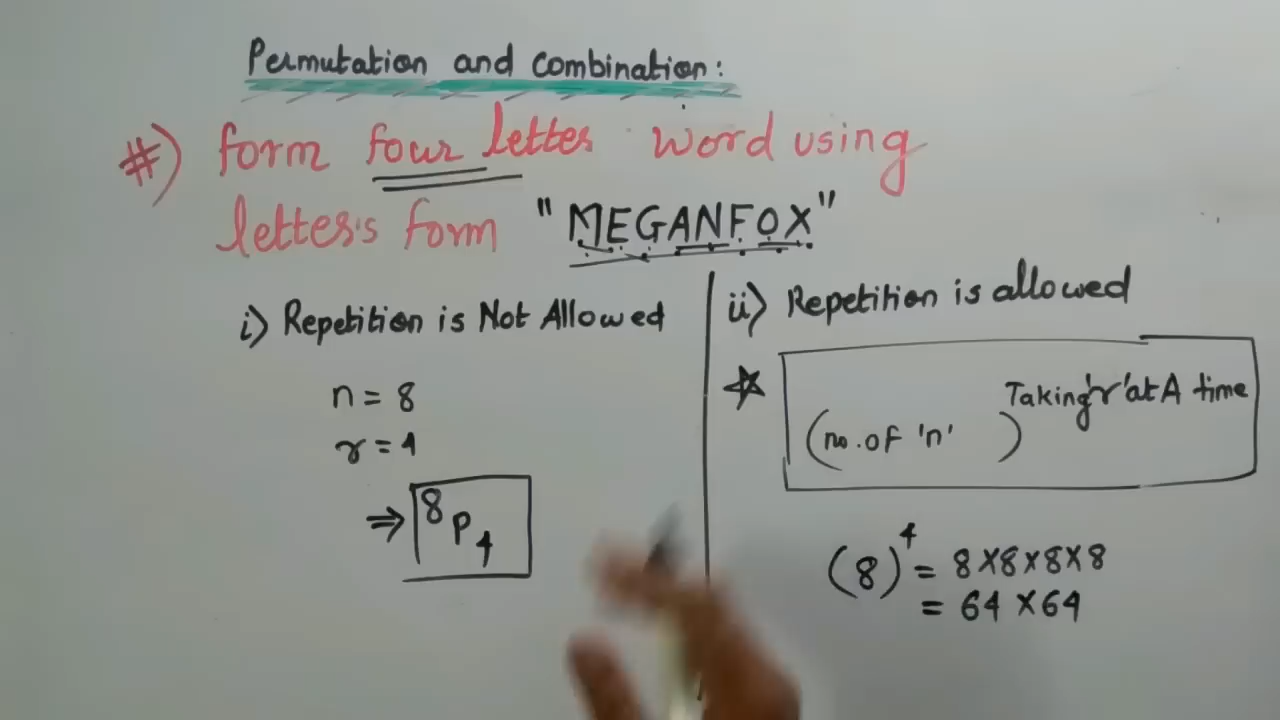 Permutation and combination:
#) form four letter word using
letter's form "MEGANFOX"
i) Repetition is Not Allowed
n = 8
r = 4
⇒ ⁸P₄
ii) Repetition is allowed
☆ (no. of 'n') Taking 'r' at A time
(8)⁴ = 8×8×8×8
= 64 × 64